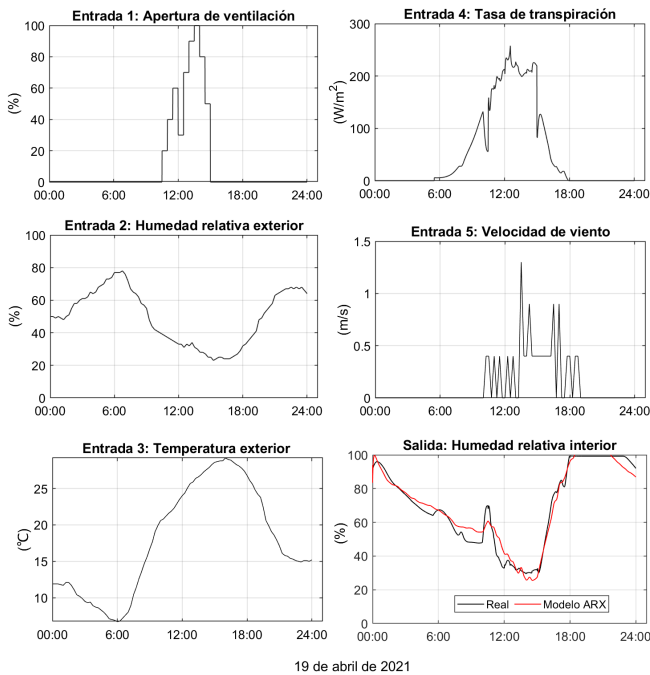 Entrada 1: Apertura de ventilación
100
80
60
40
20
0
(%)
00:00 6:00 12:00 18:00 24:00
Entrada 4: Tasa de transpiración
300
200
100
0
(W/m²)
00:00 6:00 12:00 18:00 24:00
Entrada 2: Humedad relativa exterior
100
80
60
40
20
0
(%)
00:00 6:00 12:00 18:00 24:00
Entrada 5: Velocidad de viento
1.5
1
0.5
0
(m/s)
00:00 6:00 12:00 18:00 24:00
Entrada 3: Temperatura exterior
25
20
15
10
(℃)
00:00 6:00 12:00 18:00 24:00
Salida: Humedad relativa interior
100
80
60
40
20
0
(%)
Real Modelo ARX
00:00 6:00 12:00 18:00 24:00
19 de abril de 2021